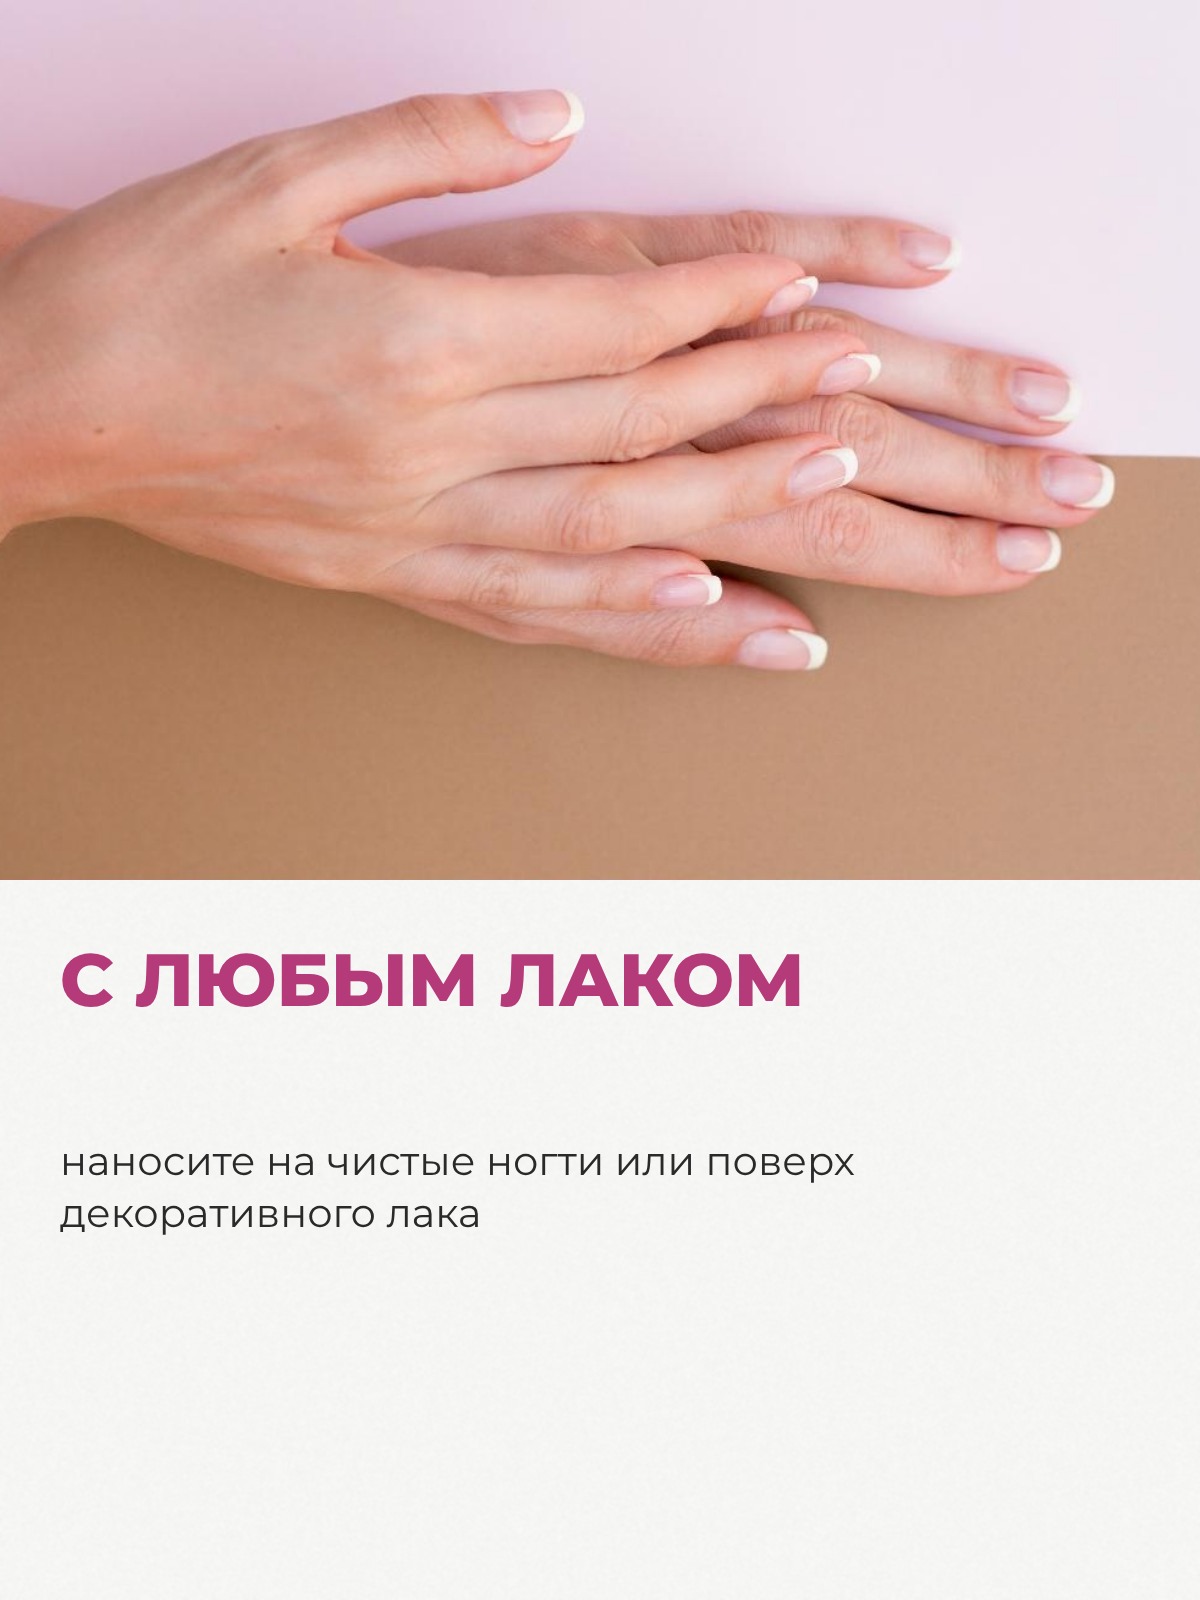 С ЛЮБЫМ ЛАКОМ
наносите на чистые ногти или поверх
декоративного лака